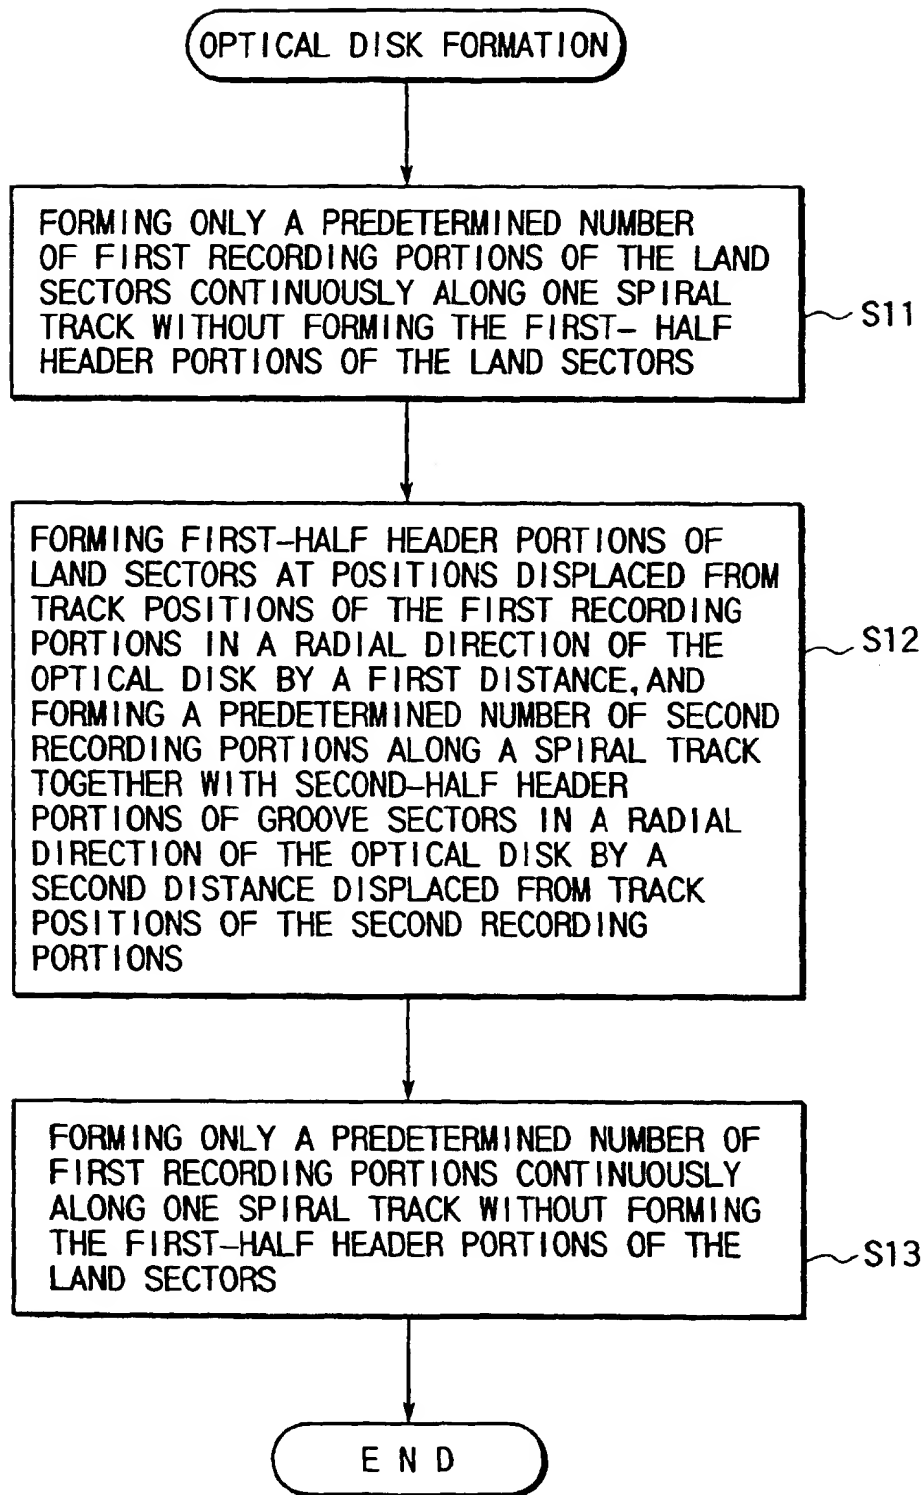 OPTICAL DISK FORMATION
FORMING ONLY A PREDETERMINED NUMBER
OF FIRST RECORDING PORTIONS OF THE LAND
SECTORS CONTINUOUSLY ALONG ONE SPIRAL
TRACK WITHOUT FORMING THE FIRST- HALF
HEADER PORTIONS OF THE LAND SECTORS
S11
FORMING FIRST-HALF HEADER PORTIONS OF
LAND SECTORS AT POSITIONS DISPLACED FROM
TRACK POSITIONS OF THE FIRST RECORDING
PORTIONS IN A RADIAL DIRECTION OF THE
OPTICAL DISK BY A FIRST DISTANCE, AND
FORMING A PREDETERMINED NUMBER OF SECOND
RECORDING PORTIONS ALONG A SPIRAL TRACK
TOGETHER WITH SECOND-HALF HEADER
PORTIONS OF GROOVE SECTORS IN A RADIAL
DIRECTION OF THE OPTICAL DISK BY A
SECOND DISTANCE DISPLACED FROM TRACK
POSITIONS OF THE SECOND RECORDING
PORTIONS
S12
FORMING ONLY A PREDETERMINED NUMBER OF
FIRST RECORDING PORTIONS CONTINUOUSLY
ALONG ONE SPIRAL TRACK WITHOUT FORMING
THE FIRST-HALF HEADER PORTIONS OF THE
LAND SECTORS
S13
END